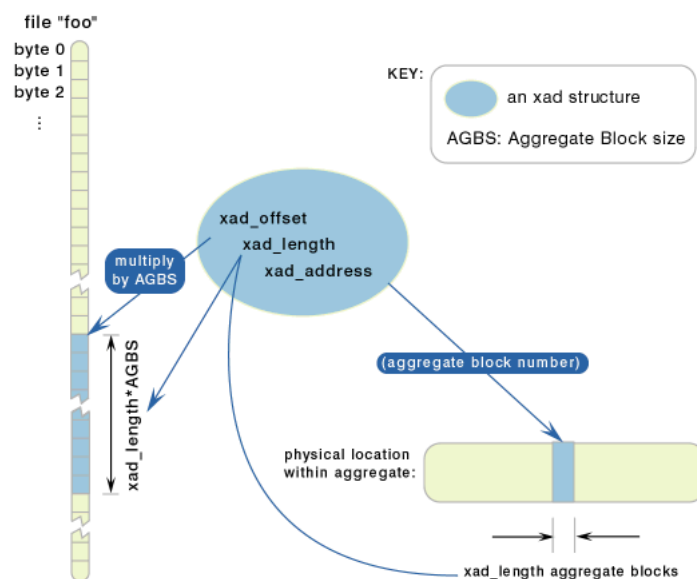 file "foo"
byte 0
byte 1
byte 2
...
KEY:
an xad structure
AGBS: Aggregate Block size
xad_offset
xad_length
xad_address
multiply
by AGBS
xad_length*AGBS
(aggregate block number)
physical location
within aggregate:
xad_length aggregate blocks